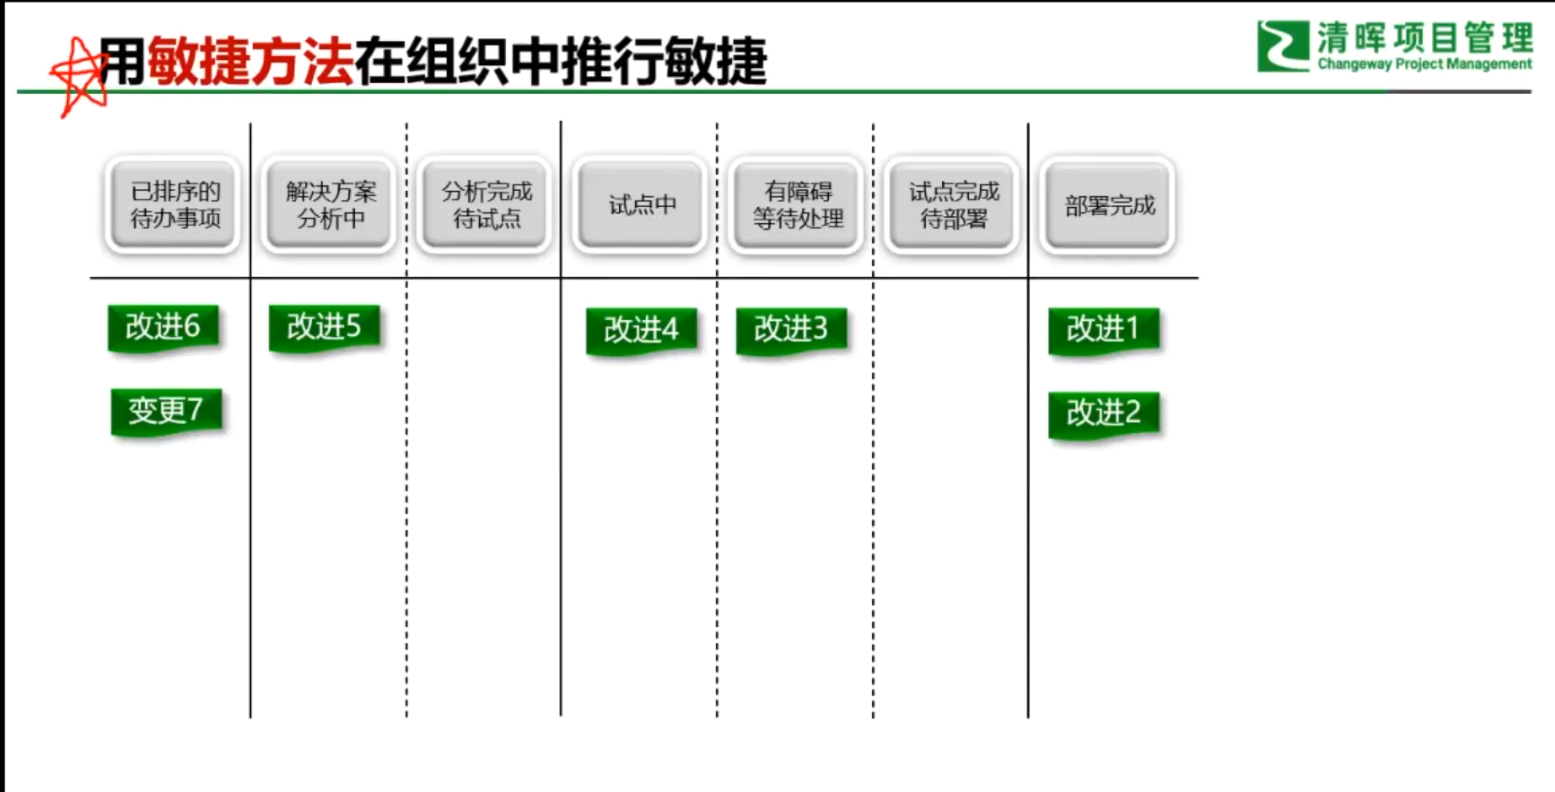 用敏捷方法在组织中推行敏捷
清晖项目管理
Changeway Project Management
已排序的
待办事项
解决方案
分析中
分析完成
待试点
试点中
有障碍
等待处理
试点完成
待部署
部署完成
改进6
改进5
改进4
改进3
改进1
变更7
改进2